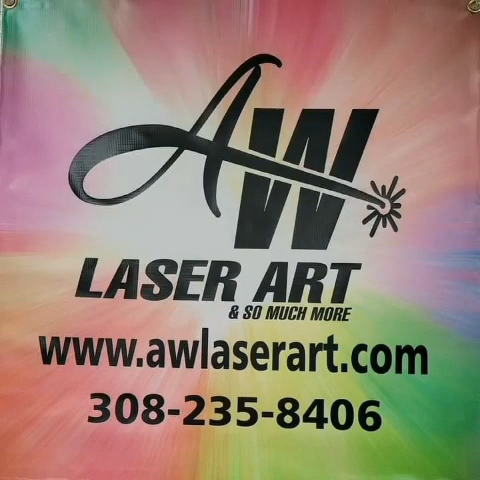 AW
LASER ART
& SO MUCH MORE
www.awlaserart.com
308-235-8406